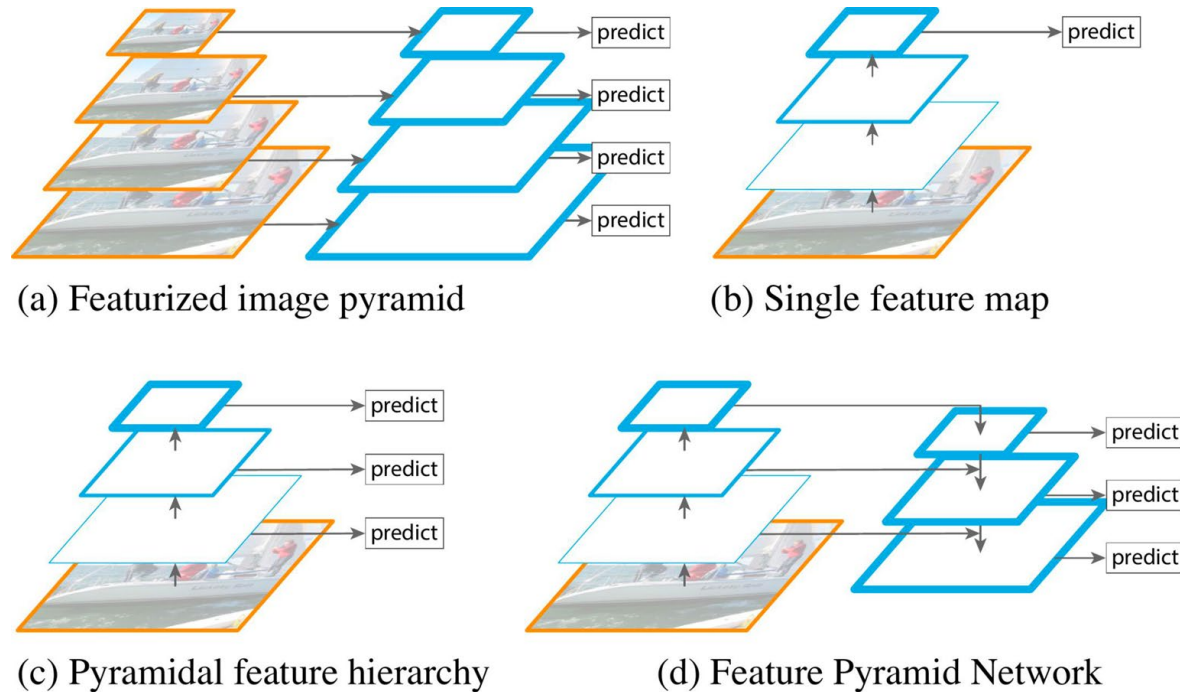 predict
predict
predict
predict
(a) Featurized image pyramid
predict
(b) Single feature map
predict
predict
predict
(c) Pyramidal feature hierarchy
predict
predict
predict
(d) Feature Pyramid Network